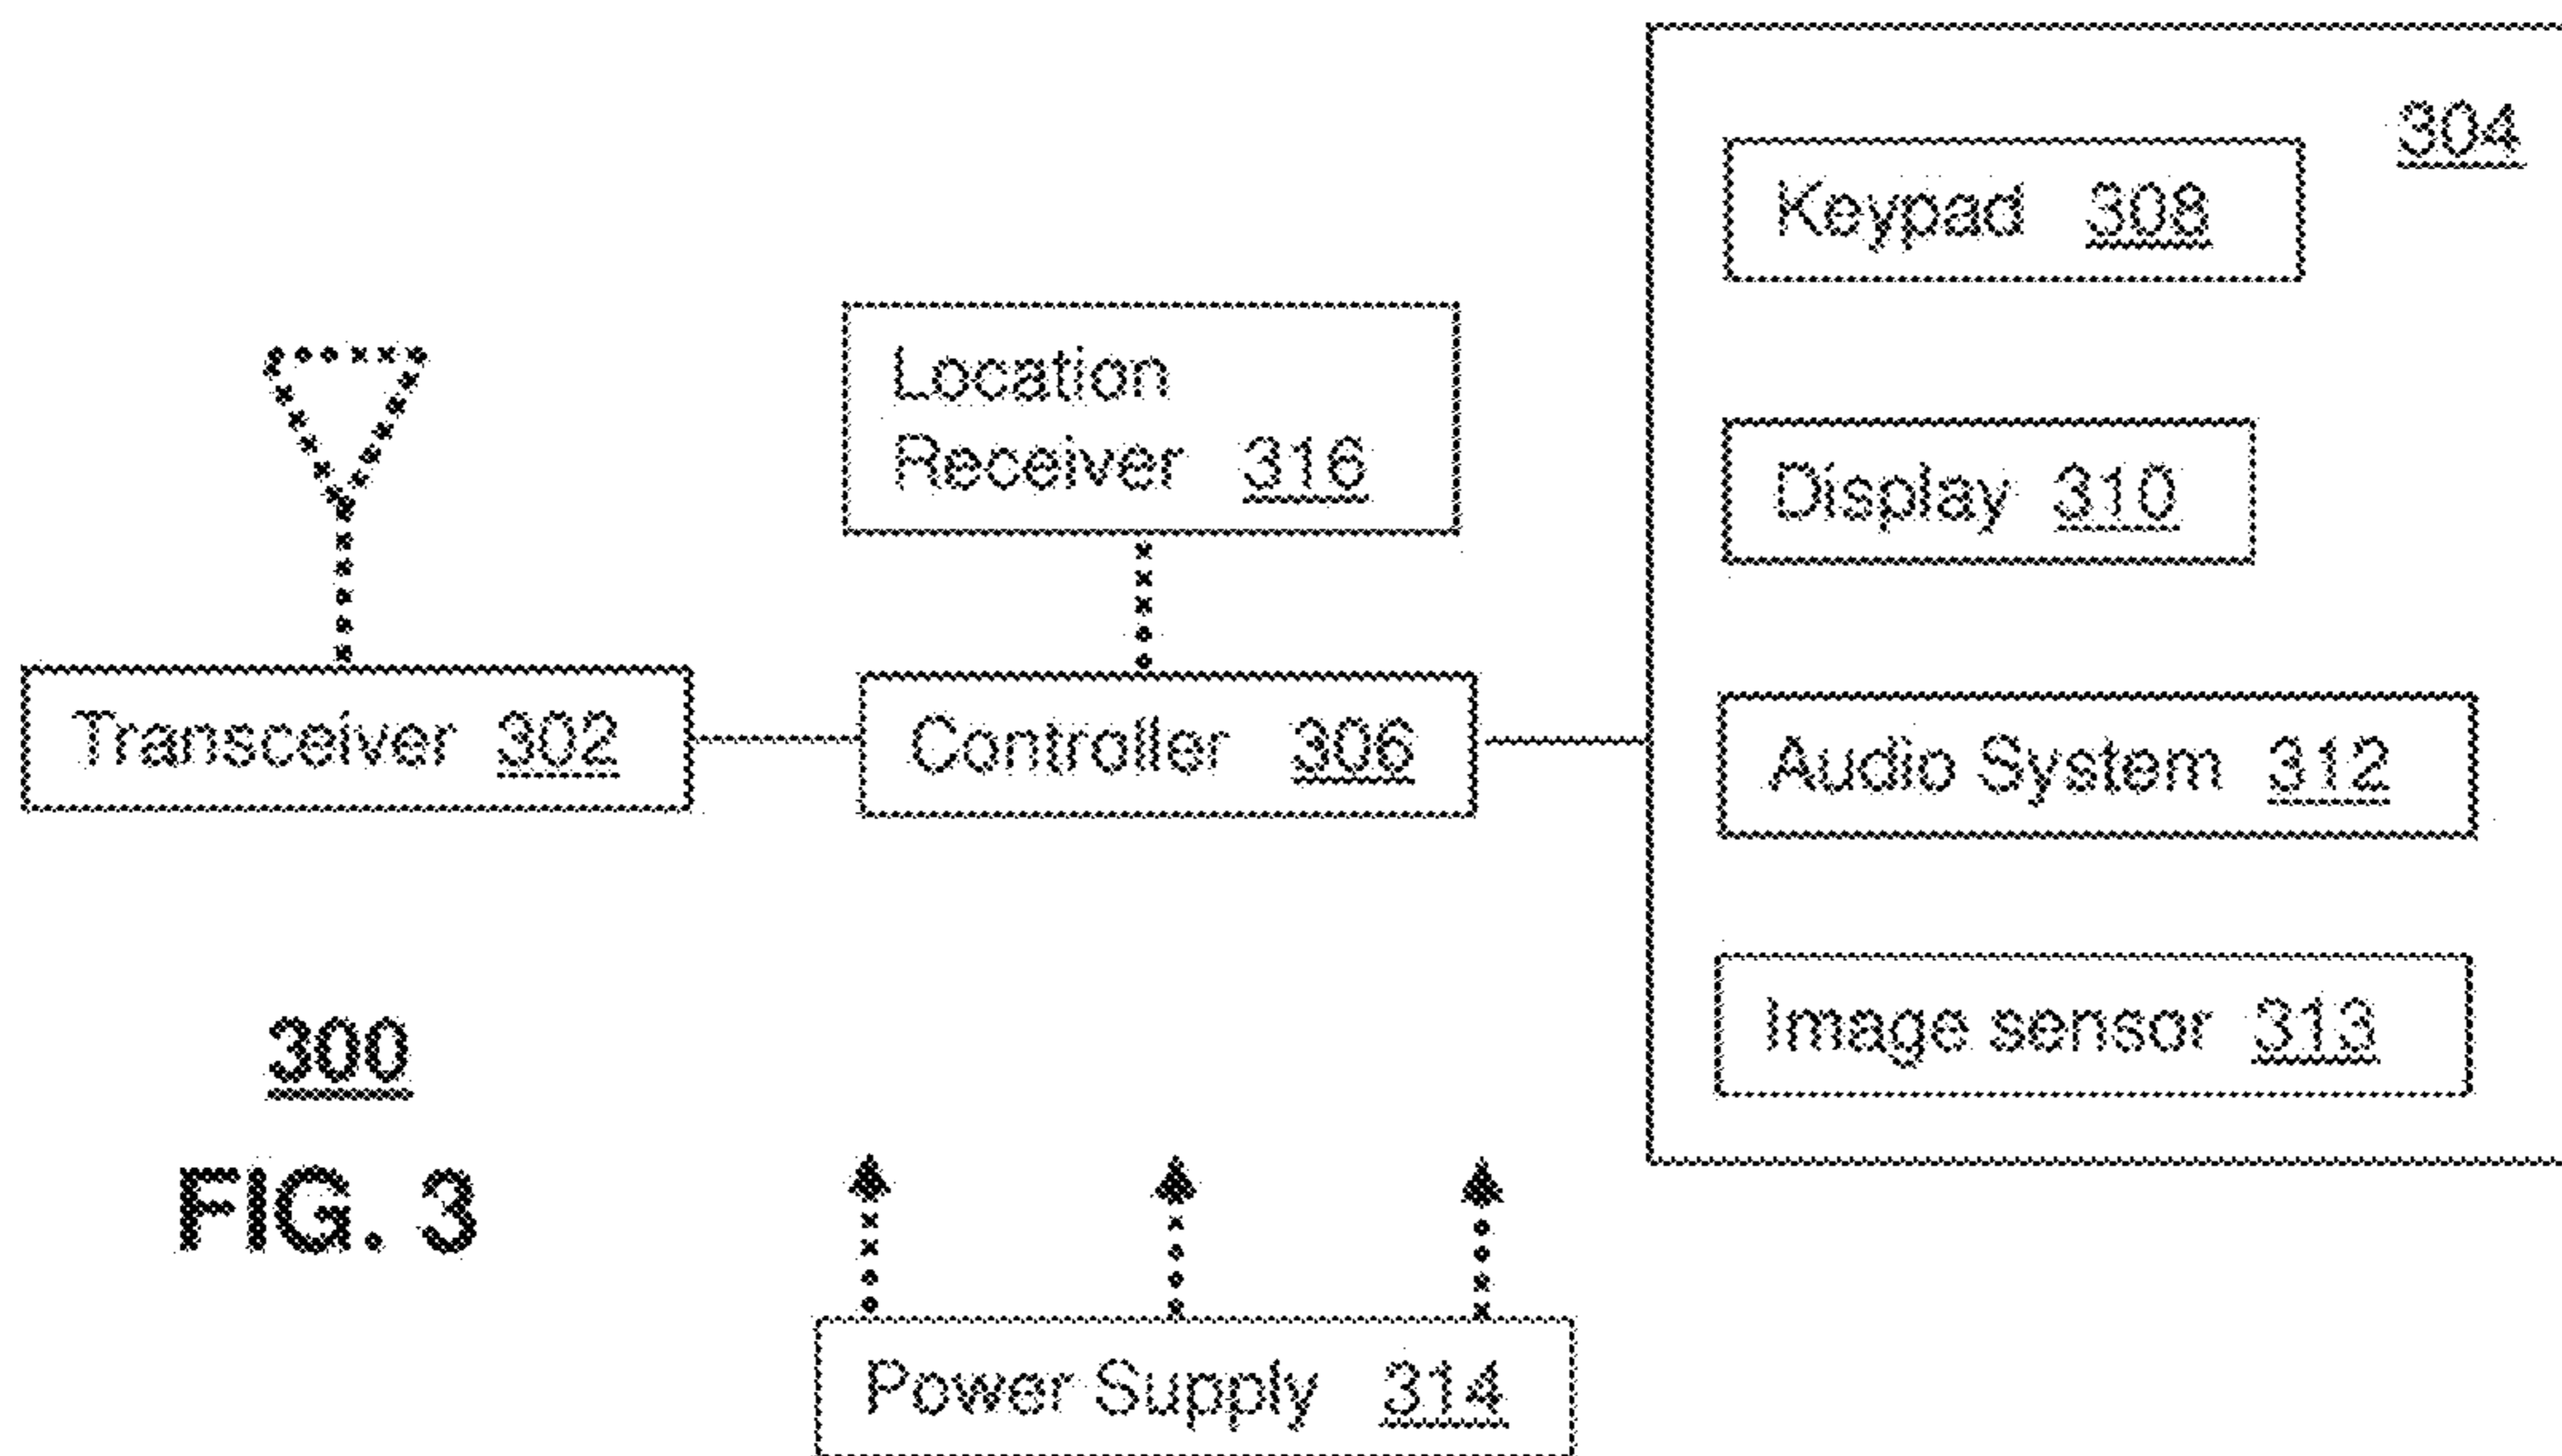 304
Keypad 308
Location
Receiver 316
Display 310
Transceiver 302
Controller 306
Audio System 312
Image sensor 313
300
FIG. 3
Power Supply 314